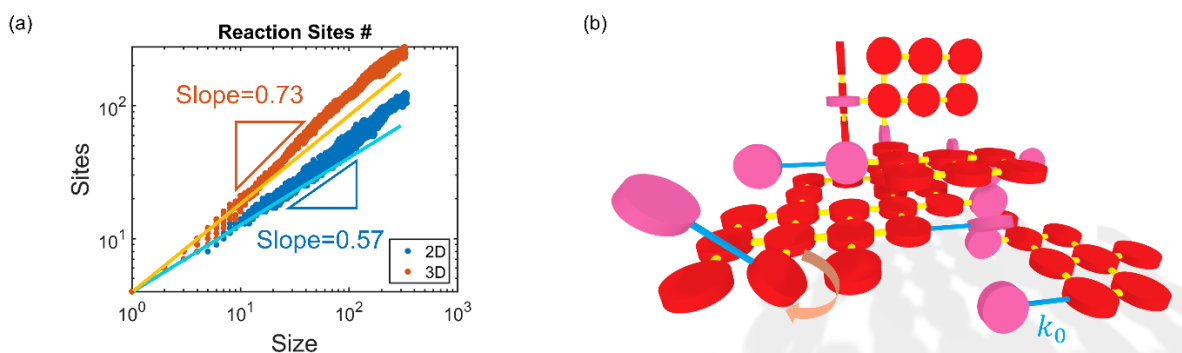 (a)
Reaction Sites #
Sites
10²
10¹
Slope=0.73
Slope=0.57
2D
3D
10⁰
10¹
10²
10³
Size
(b)
k₀